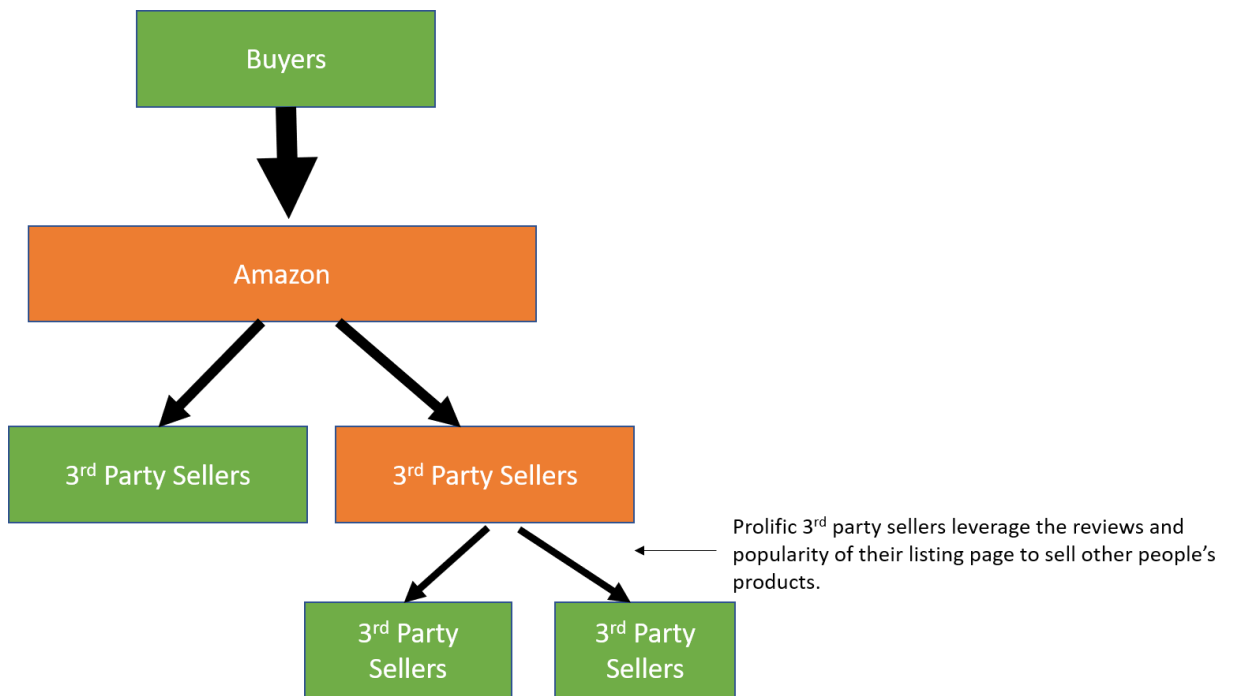 Buyers
Amazon
3rd Party Sellers
3rd Party Sellers
Prolific 3rd party sellers leverage the reviews and
popularity of their listing page to sell other people’s
products.
3rd Party
Sellers
3rd Party
Sellers